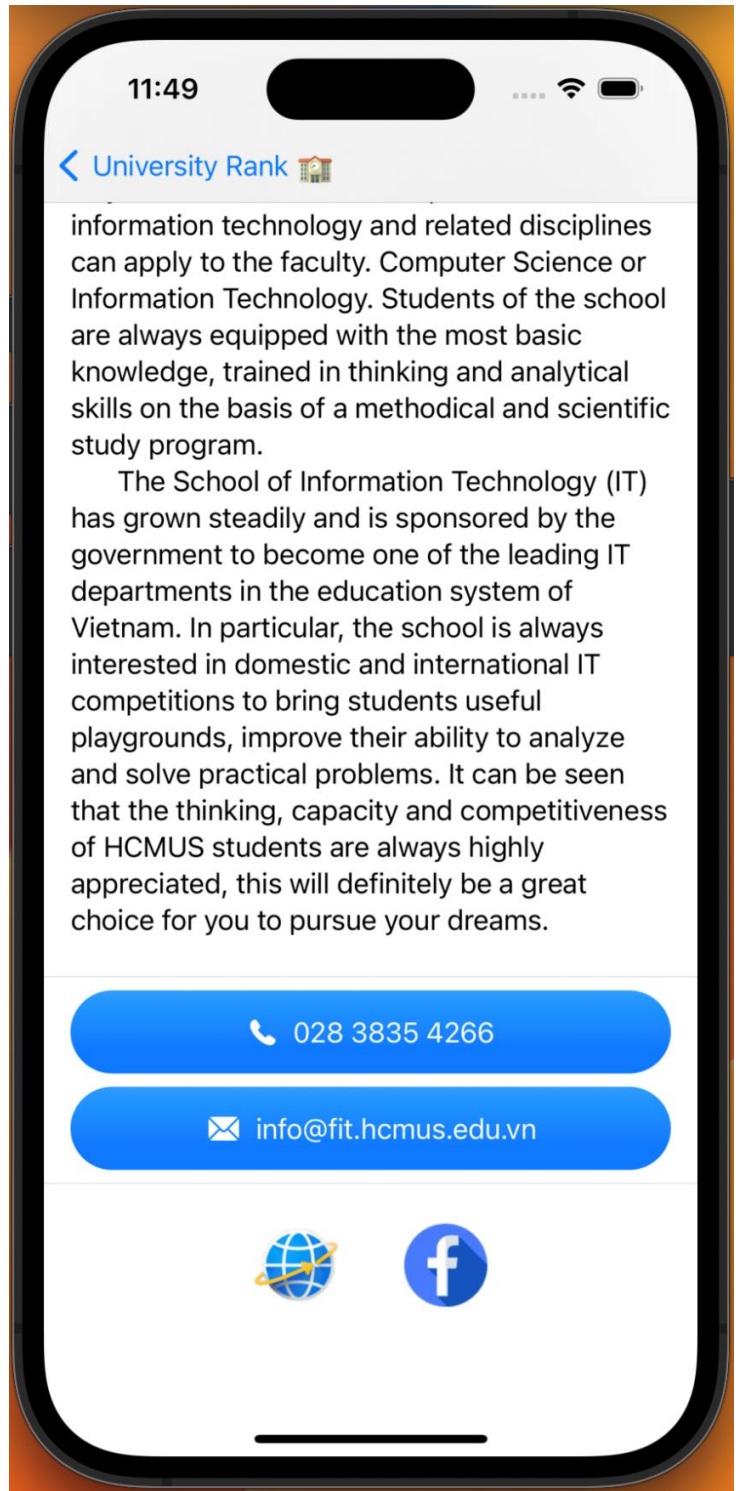 11:49
University Rank
information technology and related disciplines
can apply to the faculty. Computer Science or
Information Technology. Students of the school
are always equipped with the most basic
knowledge, trained in thinking and analytical
skills on the basis of a methodical and scientific
study program.
The School of Information Technology (IT)
has grown steadily and is sponsored by the
government to become one of the leading IT
departments in the education system of
Vietnam. In particular, the school is always
interested in domestic and international IT
competitions to bring students useful
playgrounds, improve their ability to analyze
and solve practical problems. It can be seen
that the thinking, capacity and competitiveness
of HCMUS students are always highly
appreciated, this will definitely be a great
choice for you to pursue your dreams.
028 3835 4266
info@fit.hcmus.edu.vn